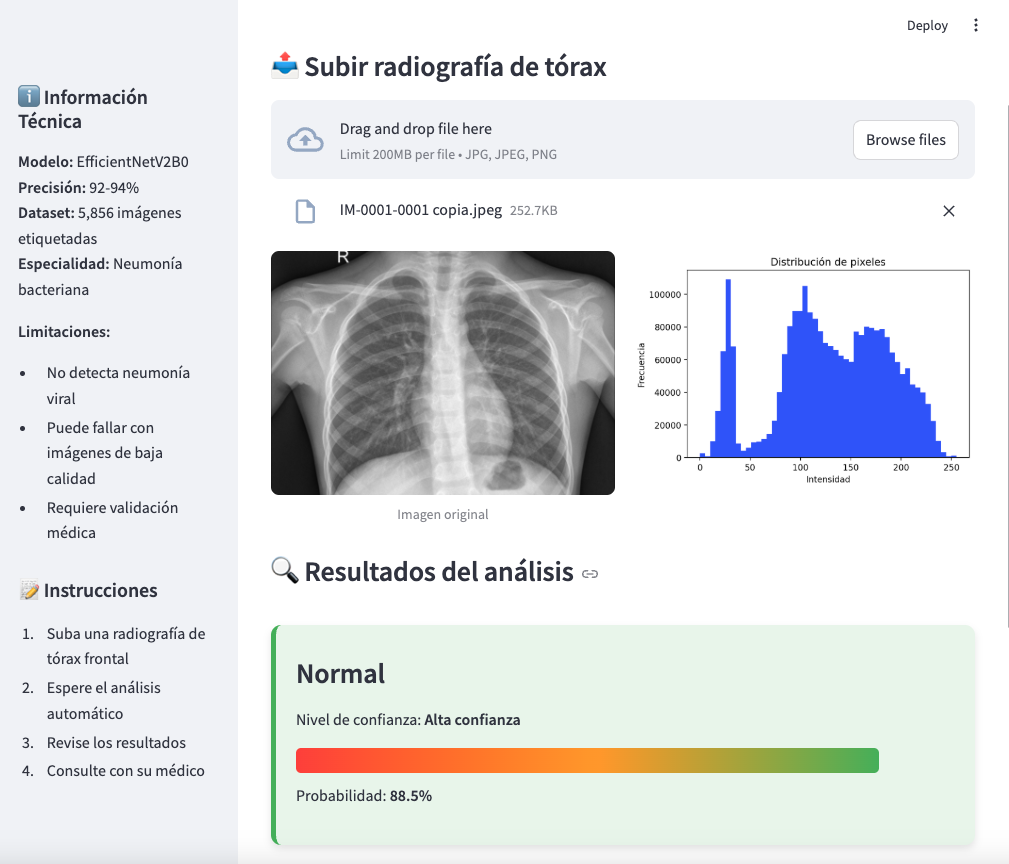 Deploy
ℹ️ Información
Técnica
Modelo: EfficientNetV2B0
Precisión: 92-94%
Dataset: 5,856 imágenes
etiquetadas
Especialidad: Neumonía
bacteriana
Limitaciones:
No detecta neumonía
viral
Puede fallar con
imágenes de baja
calidad
Requiere validación
médica
📝 Instrucciones
1. Suba una radiografía de
tórax frontal
2. Espere el análisis
automático
3. Revise los resultados
4. Consulte con su médico
📤 Subir radiografía de tórax
Drag and drop file here
Limit 200MB per file • JPG, JPEG, PNG
Browse files
IM-0001-0001 copia.jpeg 252.7KB
R
Imagen original
Distribución de pixeles
Frecuencia
100000
80000
60000
40000
20000
0
0 50 100 150 200 250
Intensidad
🔍 Resultados del análisis
Normal
Nivel de confianza: Alta confianza
Probabilidad: 88.5%